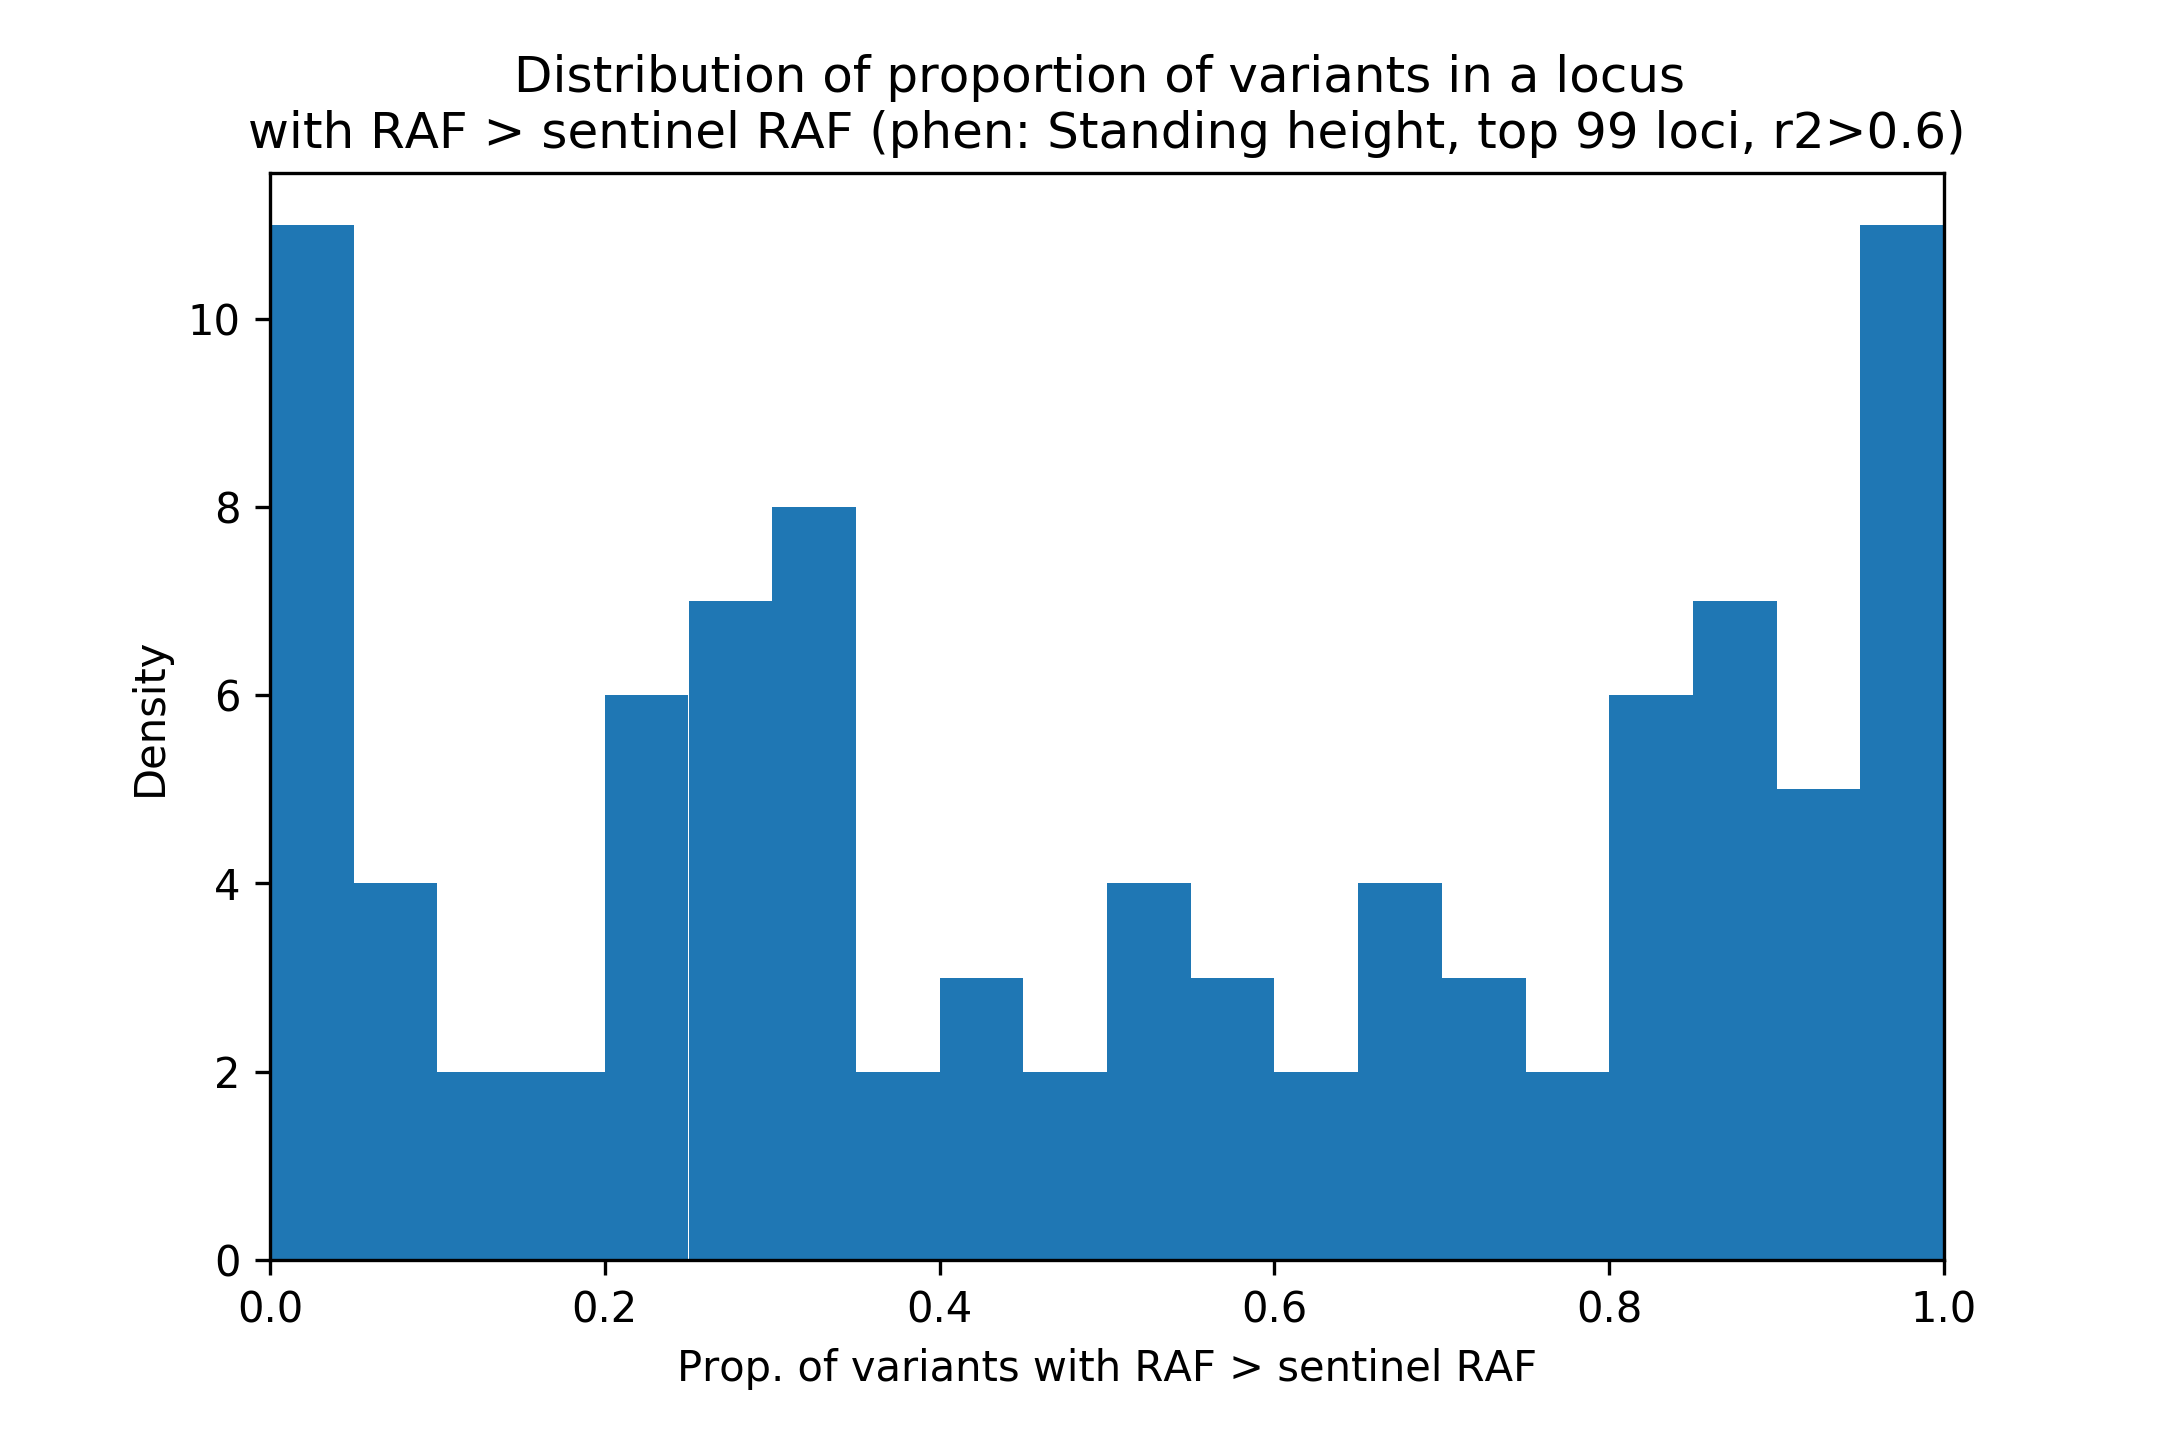 Distribution of proportion of variants in a locus
with RAF > sentinel RAF (phen: Standing height, top 99 loci, r2>0.6)
10
8
6
4
2
0
Density
0.0 0.2 0.4 0.6 0.8 1.0
Prop. of variants with RAF > sentinel RAF